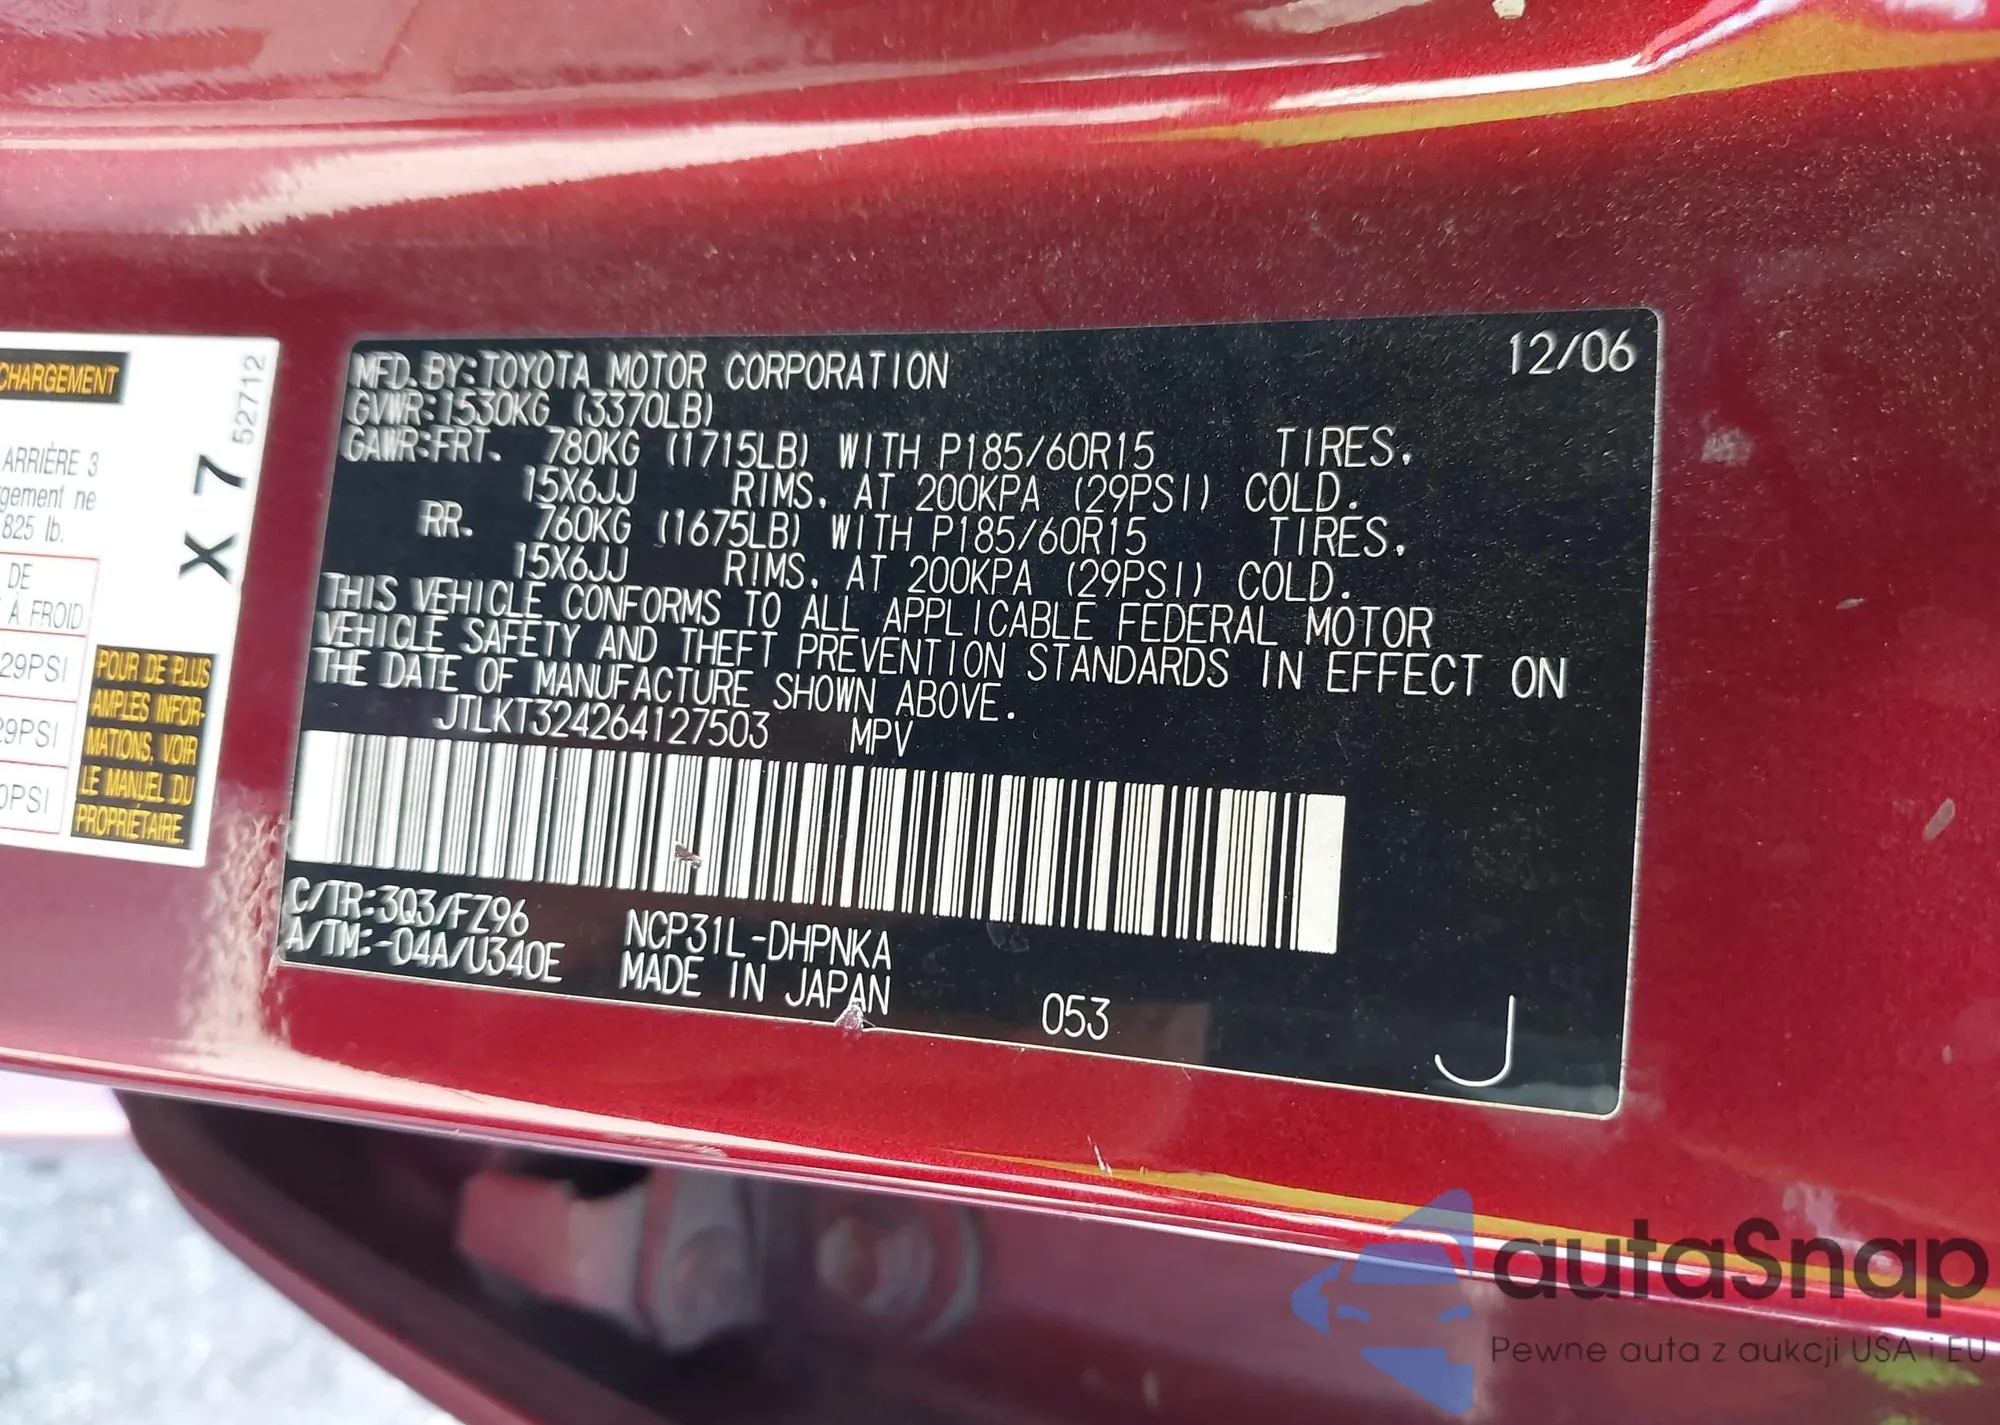 CHARGEMENT
ARRIÈRE 3
gement ne
825 lb.
DE
À FROID
29PSI
29PSI
0PSI
X 7
52712
POUR DE PLUS
AMPLES INFOR-
MATIONS, VOIR
LE MANUEL DU
PROPRIÉTAIRE.
12/06
MFD. BY: TOYOTA MOTOR CORPORATION
GVWR: 1530KG (3370LB)
GAWR: FRT. 780KG (1715LB) WITH P185/60R15 TIRES,
15X6JJ RIMS, AT 200KPA (29PSI) COLD.
RR. 760KG (1675LB) WITH P185/60R15 TIRES,
15X6JJ RIMS, AT 200KPA (29PSI) COLD.
THIS VEHICLE CONFORMS TO ALL APPLICABLE FEDERAL MOTOR
VEHICLE SAFETY AND THEFT PREVENTION STANDARDS IN EFFECT ON
THE DATE OF MANUFACTURE SHOWN ABOVE.
JTLKT324264127503 MPV
C/TR: 3Q3/FZ96 NCP31L-DHPNKA
A/TM: -04A/U340E MADE IN JAPAN
053
J
autaSnap
Pewne auta z aukcji USA i EU